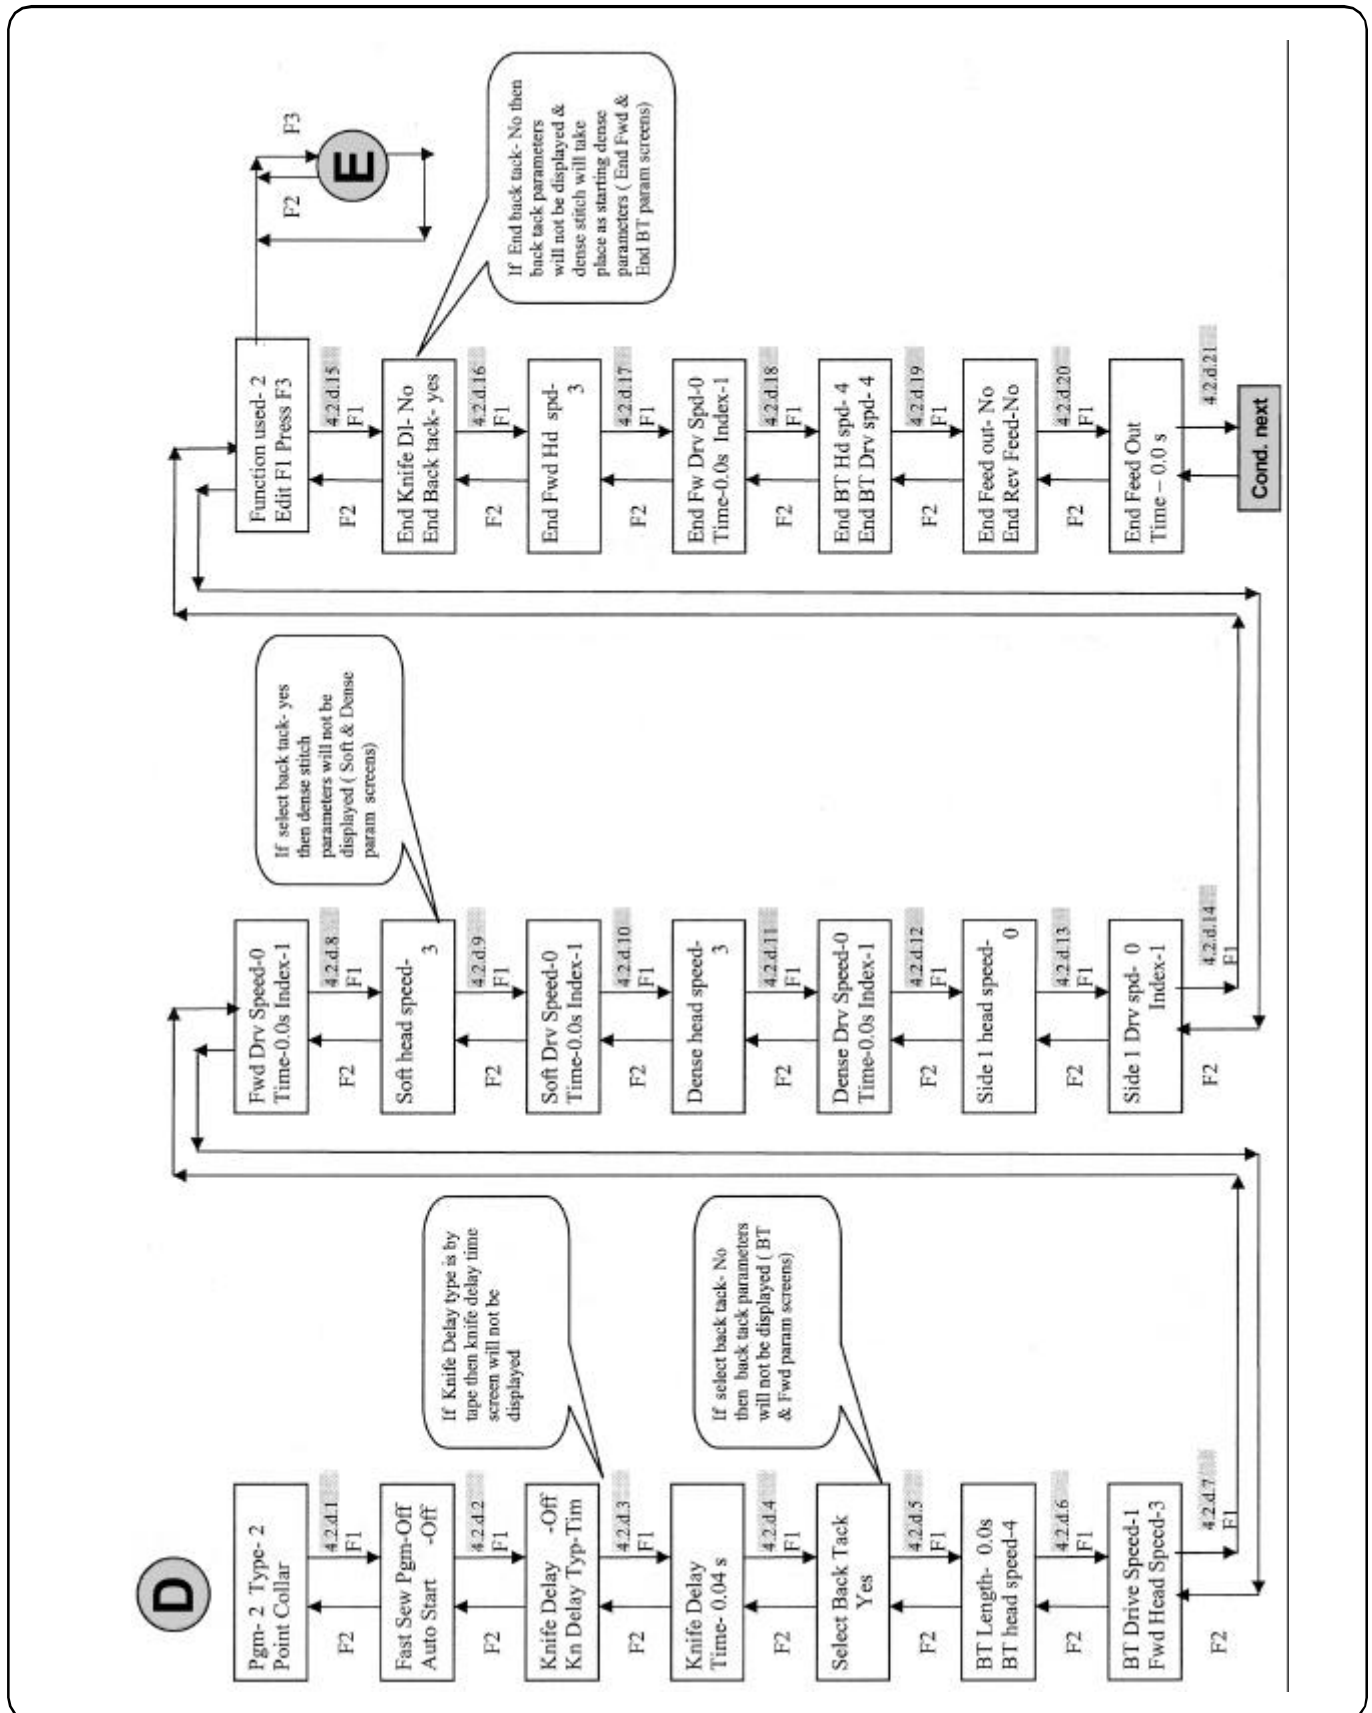 D
Pgm- 2 Type- 2
Point Collar
4.2.d.1
F1
F2
Fast Sew Pgm-Off
Auto Start -Off
4.2.d.2
F1
F2
Knife Delay -Off
Kn Delay Typ-Tim
4.2.d.3
F1
F2
If Knife Delay type is by
tape then knife delay time
screen will not be
displayed
Knife Delay
Time- 0.04 s
4.2.d.4
F1
F2
Select Back Tack
Yes
4.2.d.5
F1
F2
If select back tack- No
then back tack parameters
will not be displayed ( BT
& Fwd param screens)
BT Length- 0.0s
BT head speed-4
4.2.d.6
F1
F2
BT Drive Speed-1
Fwd Head Speed-3
4.2.d.7
F1
F2
Fwd Drv Speed-0
Time-0.0s Index-1
4.2.d.8
F1
F2
Soft head speed-
3
4.2.d.9
F1
F2
If select back tack- yes
then dense stitch
parameters will not be
displayed ( Soft & Dense
param screens)
Soft Drv Speed-0
Time-0.0s Index-1
4.2.d.10
F1
F2
Dense head speed-
3
4.2.d.11
F1
F2
Dense Drv Speed-0
Time-0.0s Index-1
4.2.d.12
F1
F2
Side 1 head speed-
0
4.2.d.13
F1
F2
Side 1 Drv spd- 0
Index-1
4.2.d.14
F1
F2
Function used- 2
Edit F1 Press F3
4.2.d.15
F1
F2
F2
F3
E
End Knife Dl- No
End Back tack- yes
4.2.d.16
F1
F2
If End back tack- No then
back tack parameters
will not be displayed &
dense stitch will take
place as starting dense
parameters ( End Fwd &
End BT param screens)
End Fwd Hd spd-
3
4.2.d.17
F1
F2
End Fw Drv Spd-0
Time-0.0s Index-1
4.2.d.18
F1
F2
End BT Hd spd- 4
End BT Drv spd- 4
4.2.d.19
F1
F2
End Feed out- No
End Rev Feed-No
4.2.d.20
F1
F2
End Feed Out
Time – 0.0 s
4.2.d.21
Cond. next